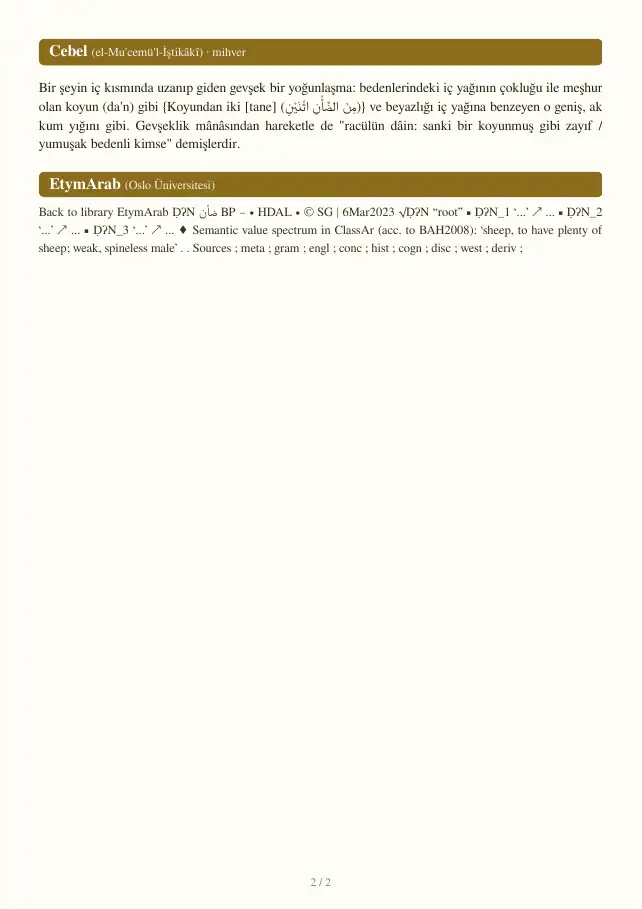 Cebel (el-Mu'cemü'l-İştikâkî) · mihver
Bir şeyin iç kısmında uzanıp giden gevşek bir yoğunlaşma: bedenlerindeki iç yağının çokluğu ile meşhur
olan koyun (da'n) gibi {Koyundan iki [tane] (مِنَ الضَّأْنِ اثْنَيْنِ)} ve beyazlığı iç yağına benzeyen o geniş, ak
kum yığını gibi. Gevşeklik mânâsından hareketle de "racülün dâin: sanki bir koyunmuş gibi zayıf /
yumuşak bedenli kimse" demişlerdir.
EtymArab (Oslo Üniversitesi)
Back to library EtymArab ḌʔN ضأن BP – • HDAL • © SG | 6Mar2023 √ḌʔN “root” ▪ ḌʔN_1 ‘...’ ↗ ... ▪ ḌʔN_2
‘...’ ↗ ... ▪ ḌʔN_3 ‘...’ ↗ ... ♦ Semantic value spectrum in ClassAr (acc. to BAH2008): ‘sheep, to have plenty of
sheep; weak, spineless male’ . . Sources ; meta ; gram ; engl ; conc ; hist ; cogn ; disc ; west ; deriv ;
2 / 2